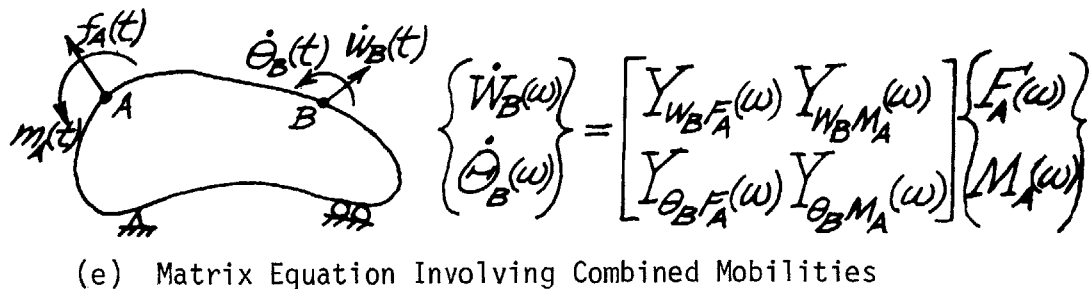 f_A(t)
m_A(t)
A
θ̇_B(t) ẇ_B(t)
B
{Ẇ_B(ω) Θ̇_B(ω)} = [Y_{W_B F_A}(ω) Y_{W_B M_A}(ω) Y_{θ_B F_A}(ω) Y_{θ_B M_A}(ω)] {F_A(ω) M_A(ω)}
(e) Matrix Equation Involving Combined Mobilities